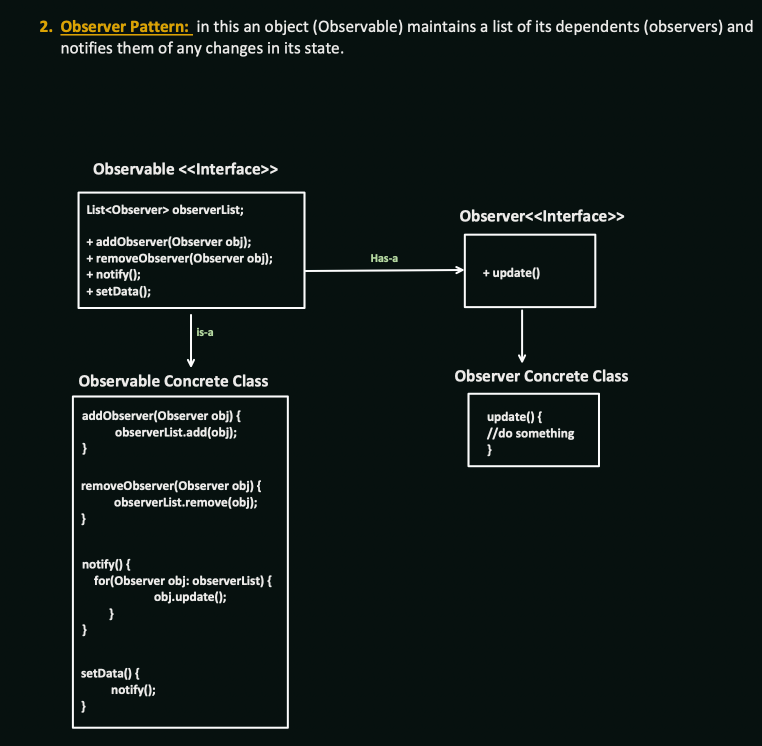 2. Observer Pattern: in this an object (Observable) maintains a list of its dependents (observers) and
notifies them of any changes in its state.
Observable <<Interface>>
List<Observer> observerList;
+ addObserver(Observer obj);
+ removeObserver(Observer obj);
+ notify();
+ setData();
Has-a
Observer<<Interface>>
+ update()
is-a
Observable Concrete Class
addObserver(Observer obj) {
observerList.add(obj);
}
removeObserver(Observer obj) {
observerList.remove(obj);
}
notify() {
for(Observer obj: observerList) {
obj.update();
}
}
setData() {
notify();
}
Observer Concrete Class
update() {
//do something
}